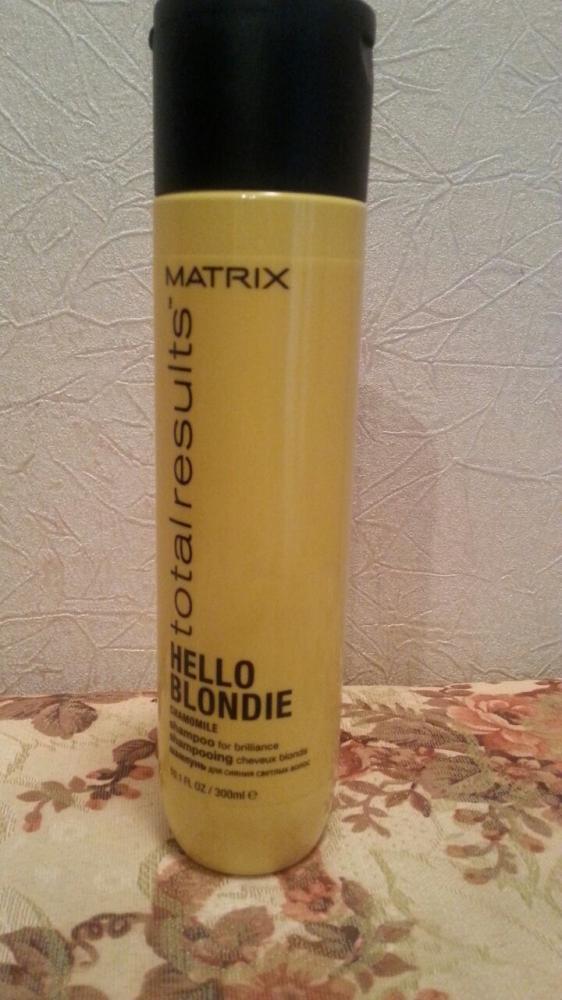 MATRIX
total results™
HELLO
BLONDIE
CHAMOMILE
shampoo for brilliance
shampooing cheveux blonds
шампунь для сияния светлых волос
10.1 FL OZ / 300ml ℮